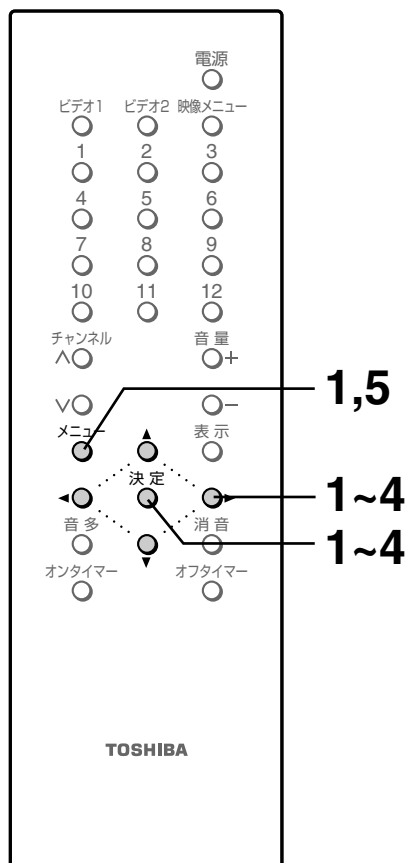 電源
ビデオ1 ビデオ2 映像メニュー
1 2 3
4 5 6
7 8 9
10 11 12
チャンネル 音量
∧ +
∨ −
1,5
メニュー ▲ 表示
◀ 決定 ▶
1~4
音多 消音
1~4
▼
オンタイマー オフタイマー
TOSHIBA